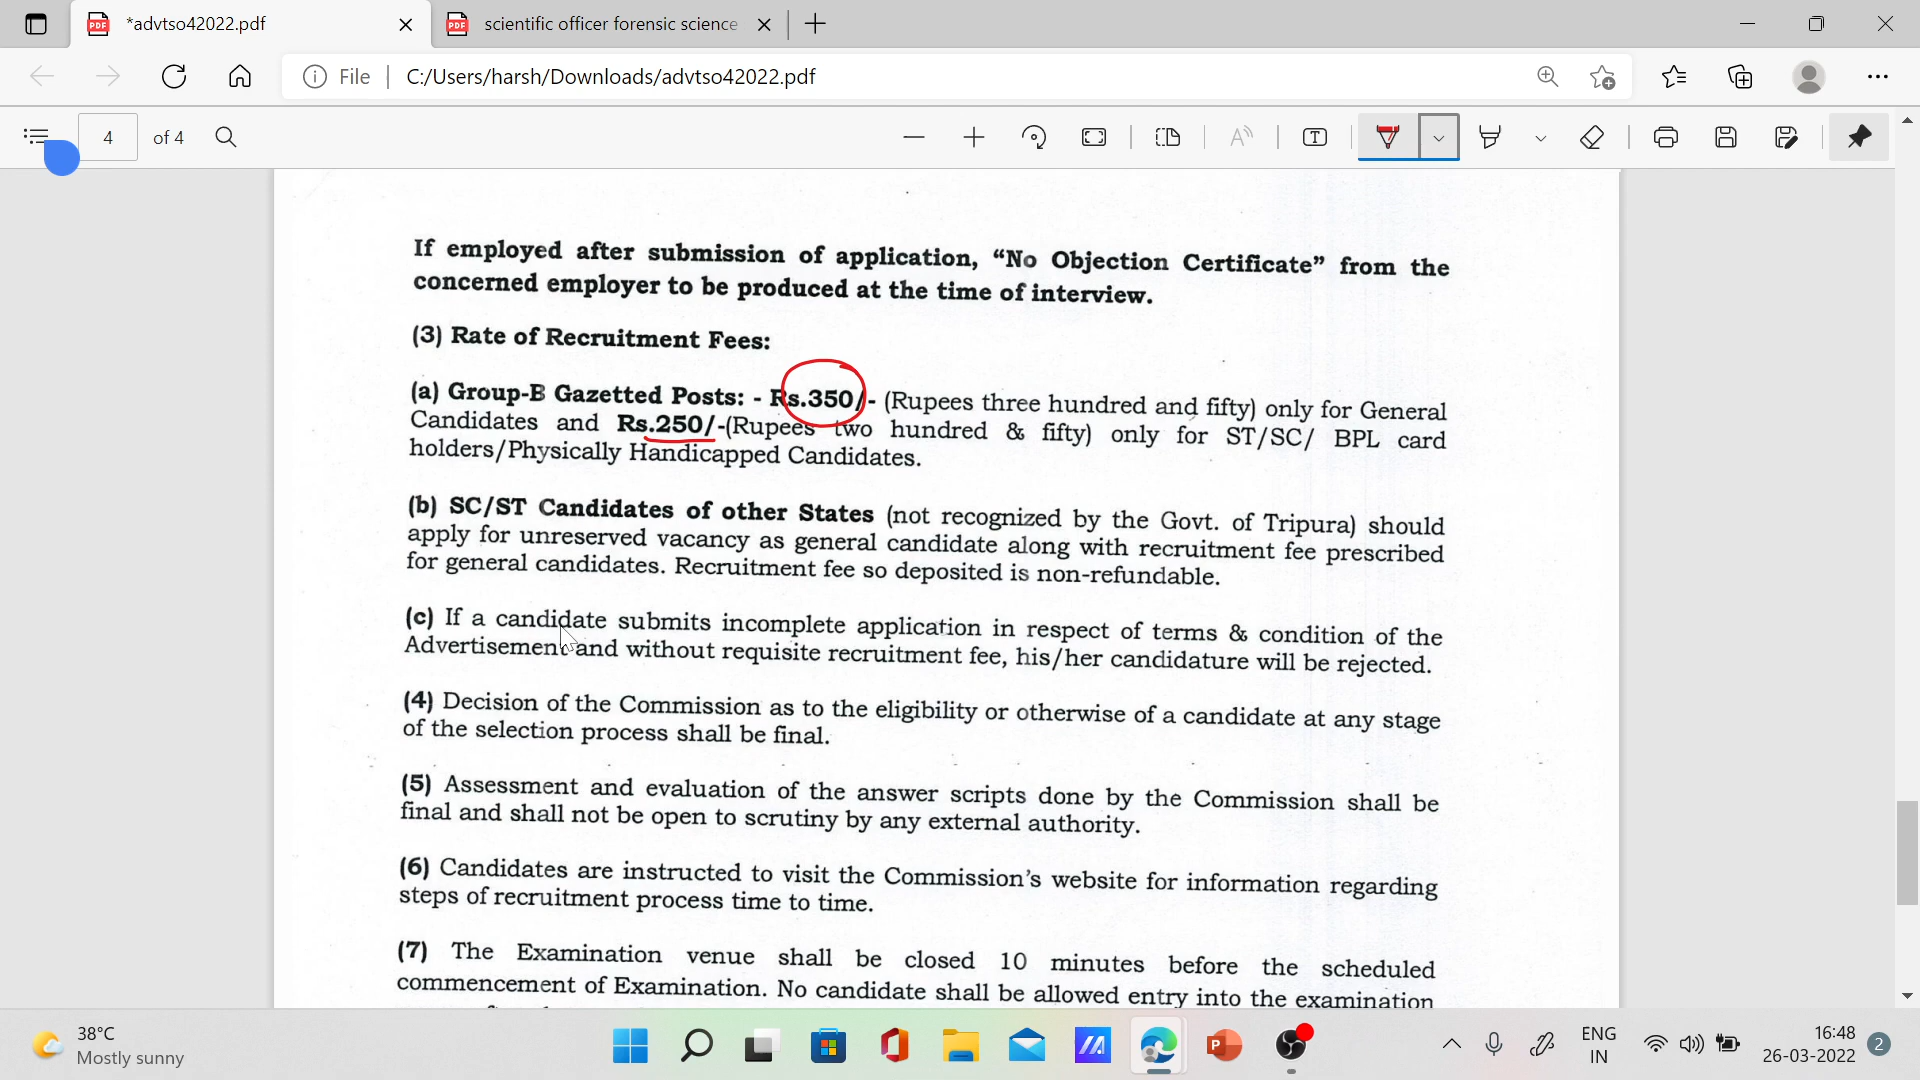 *advtso42022.pdf
scientific officer forensic science
File
C:/Users/harsh/Downloads/advtso42022.pdf
4
of 4
If employed after submission of application, “No Objection Certificate” from the
concerned employer to be produced at the time of interview.
(3) Rate of Recruitment Fees:
(a) Group-B Gazetted Posts: - Rs.350/- (Rupees three hundred and fifty) only for General
Candidates and Rs.250/-(Rupees two hundred & fifty) only for ST/SC/ BPL card
holders/Physically Handicapped Candidates.
(b) SC/ST Candidates of other States (not recognized by the Govt. of Tripura) should
apply for unreserved vacancy as general candidate along with recruitment fee prescribed
for general candidates. Recruitment fee so deposited is non-refundable.
(c) If a candidate submits incomplete application in respect of terms & condition of the
Advertisement and without requisite recruitment fee, his/her candidature will be rejected.
(4) Decision of the Commission as to the eligibility or otherwise of a candidate at any stage
of the selection process shall be final.
(5) Assessment and evaluation of the answer scripts done by the Commission shall be
final and shall not be open to scrutiny by any external authority.
(6) Candidates are instructed to visit the Commission’s website for information regarding
steps of recruitment process time to time.
(7) The Examination venue shall be closed 10 minutes before the scheduled
commencement of Examination. No candidate shall be allowed entry into the examination
38°C
Mostly sunny
ENG
IN
16:48
26-03-2022
2